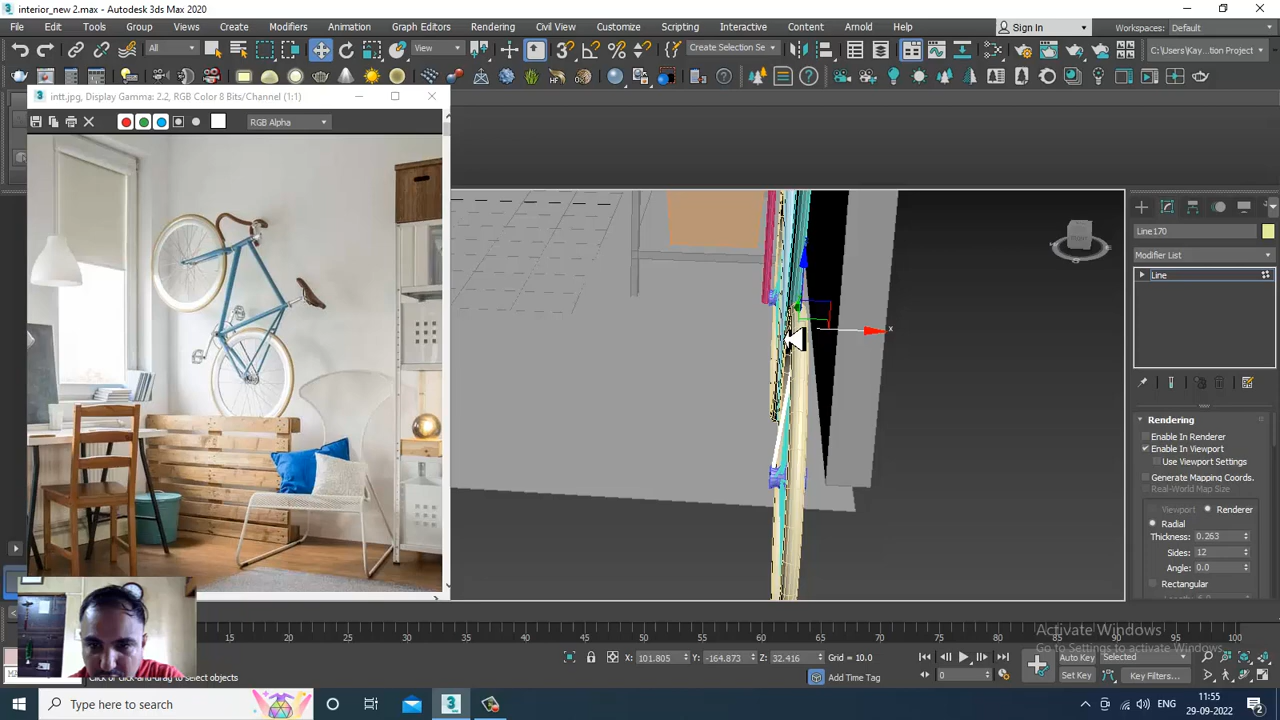 interior_new 2.max - Autodesk 3ds Max 2020
File Edit Tools Group Views Create Modifiers Animation Graph Editors Rendering Civil View Customize Scripting Interactive Content Arnold Help
Sign In
Workspaces: Default
All
View
Create Selection Se
C:\Users\Kay...tion Project
intt.jpg, Display Gamma: 2.2, RGB Color 8 Bits/Channel (1:1)
RGB Alpha
x
Line170
Modifier List
Line
Rendering
Enable In Renderer
Enable In Viewport
Use Viewport Settings
Generate Mapping Coords.
Real-World Map Size
Viewport Renderer
Radial
Thickness: 0.263
Sides: 12
Angle: 0.0
Rectangular
15 20 25 30 35 40 45 50 55 60 65 70 75 80 85 90 95 100
Activate Windows
Go to Settings to activate Windows.
X: 101.805 Y: -164.873 Z: 32.416 Grid = 10.0
Auto Key Selected
Click or click-and-drag to select objects
Add Time Tag
0
Set Key Key Filters...
Type here to search
ENG
11:55
29-09-2022
2